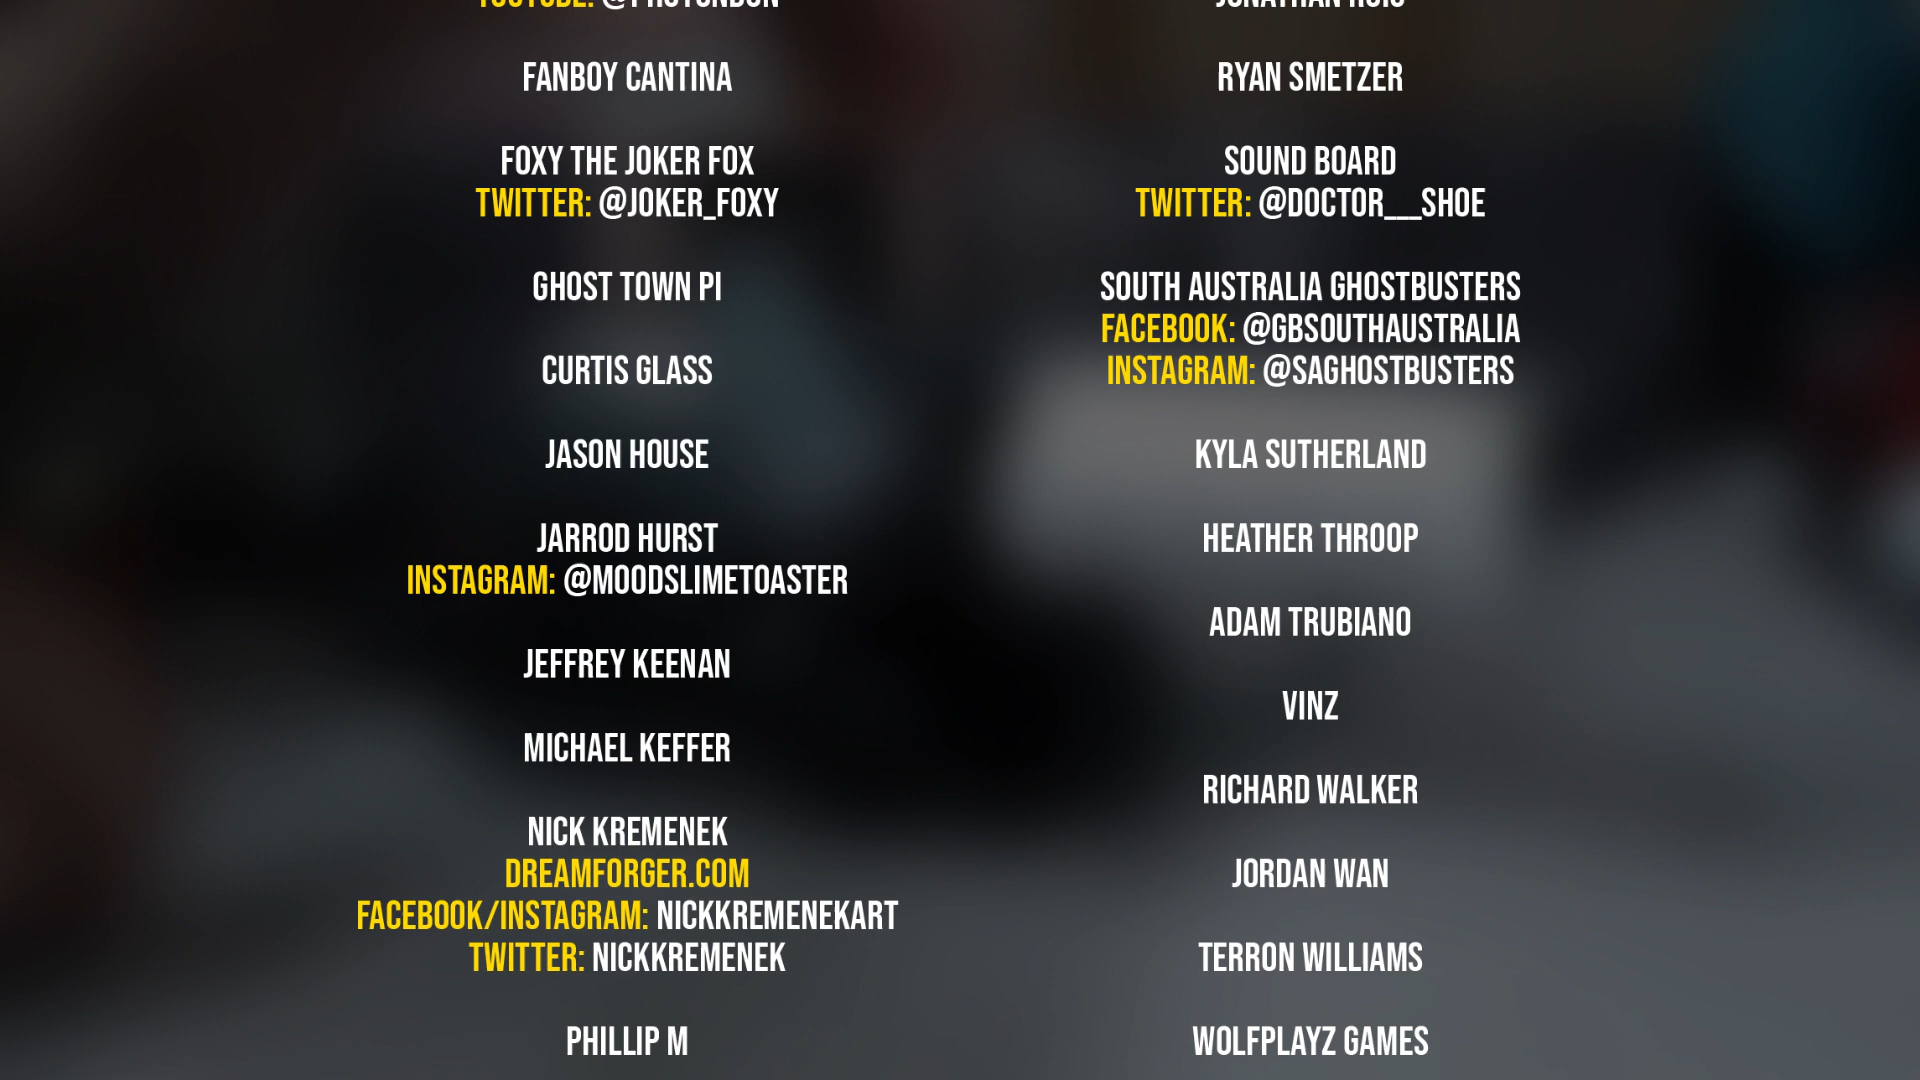 FANBOY CANTINA
FOXY THE JOKER FOX
TWITTER: @JOKER_FOXY
GHOST TOWN PI
CURTIS GLASS
JASON HOUSE
JARROD HURST
INSTAGRAM: @MOODSLIMETOASTER
JEFFREY KEENAN
MICHAEL KEFFER
NICK KREMENEK
DREAMFORGER.COM
FACEBOOK/INSTAGRAM: NICKKREMENEKART
TWITTER: NICKKREMENEK
PHILLIP M
RYAN SMETZER
SOUND BOARD
TWITTER: @DOCTOR___SHOE
SOUTH AUSTRALIA GHOSTBUSTERS
FACEBOOK: @GBSOUTHAUSTRALIA
INSTAGRAM: @SAGHOSTBUSTERS
KYLA SUTHERLAND
HEATHER THROOP
ADAM TRUBIANO
VINZ
RICHARD WALKER
JORDAN WAN
TERRON WILLIAMS
WOLFPLAYZ GAMES